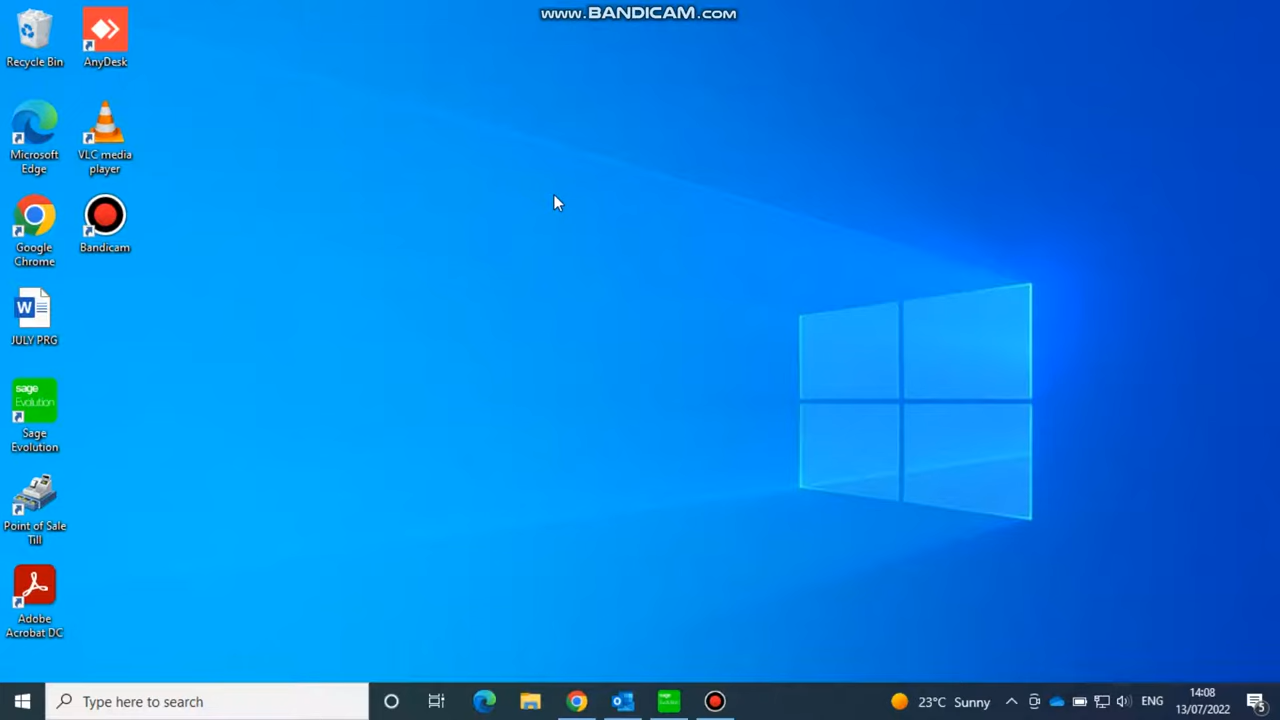 www.BANDICAM.com
Recycle Bin
AnyDesk
Microsoft
Edge
VLC media
player
Google
Chrome
Bandicam
W
JULY PRG
sage
Evolution
Sage
Evolution
Point of Sale
Till
Adobe
Acrobat DC
Type here to search
23°C Sunny
ENG
14:08
13/07/2022
5